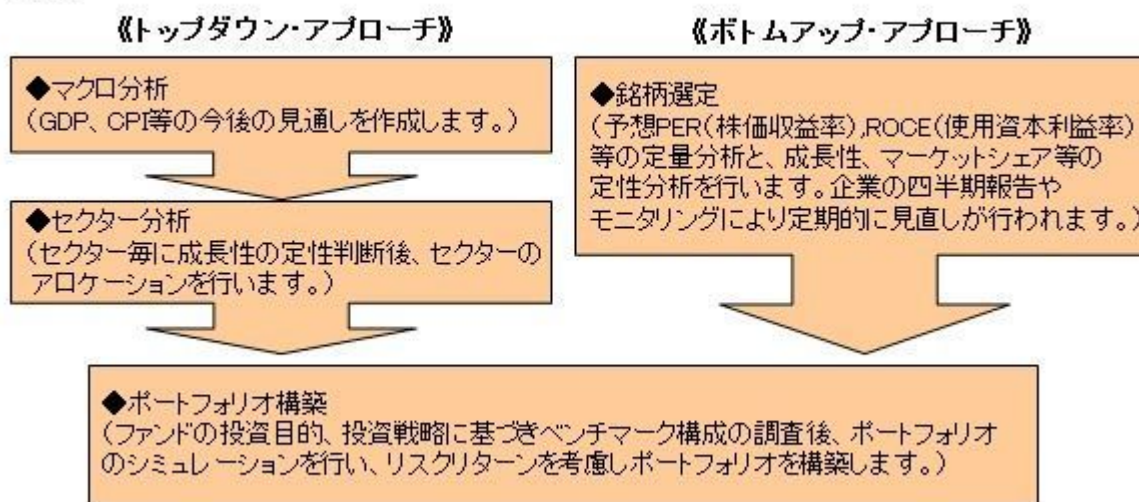 《トップダウン・アプローチ》
◆マクロ分析
（GDP、CPI等の今後の見通しを作成します。）
◆セクター分析
（セクター毎に成長性の定性判断後、セクターの
アロケーションを行います。）
《ボトムアップ・アプローチ》
◆銘柄選定
（予想PER(株価収益率),ROCE(使用資本利益率)
等の定量分析と、成長性、マーケットシェア等の
定性分析を行います。企業の四半期報告や
モニタリングにより定期的に見直しが行われます。）
◆ポートフォリオ構築
（ファンドの投資目的、投資戦略に基づきベンチマーク構成の調査後、ポートフォリオ
のシミュレーションを行い、リスクリターンを考慮しポートフォリオを構築します。）